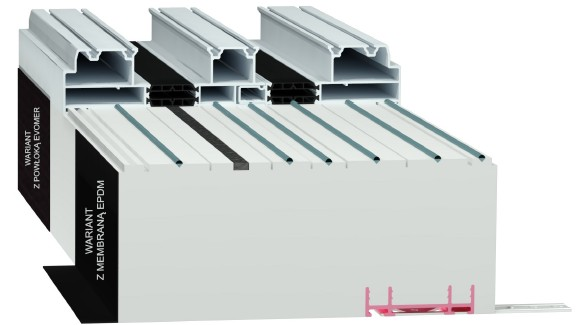 WARIANT
Z POWŁOKĄ EVOMER
WARIANT
Z MEMBRANĄ EPDM